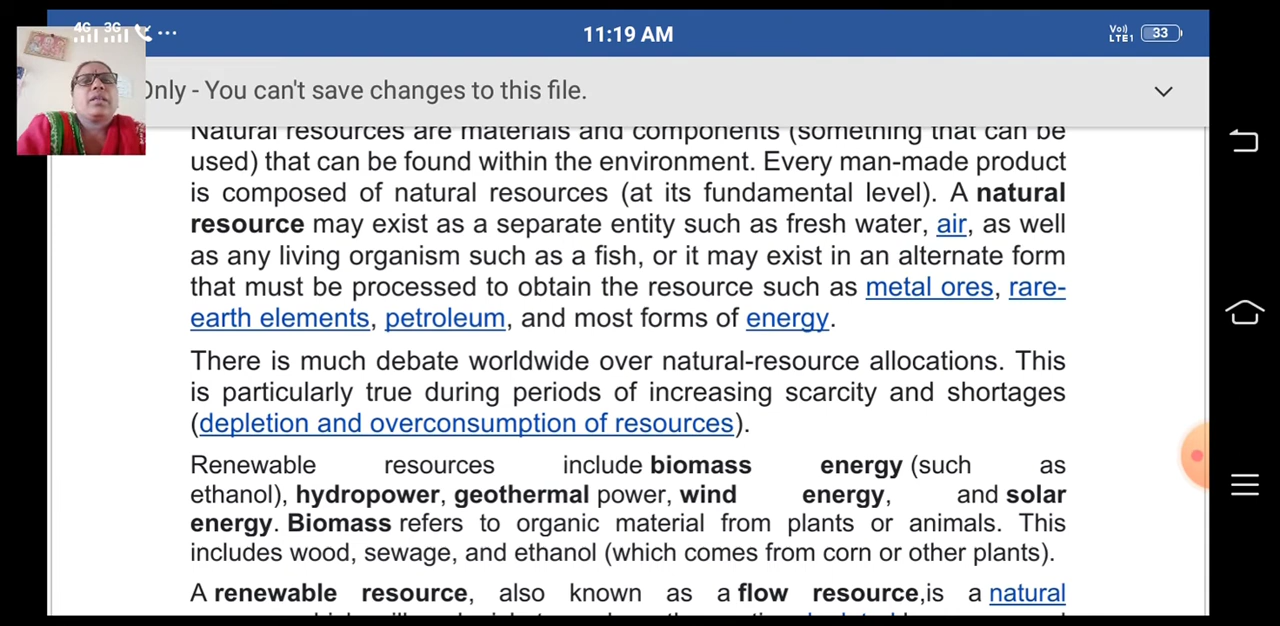 4G 3G ...
11:19 AM
Vo) LTE1 33
Only - You can't save changes to this file.
Natural resources are materials and components (something that can be
used) that can be found within the environment. Every man-made product
is composed of natural resources (at its fundamental level). A natural
resource may exist as a separate entity such as fresh water, air, as well
as any living organism such as a fish, or it may exist in an alternate form
that must be processed to obtain the resource such as metal ores, rare-
earth elements, petroleum, and most forms of energy.
There is much debate worldwide over natural-resource allocations. This
is particularly true during periods of increasing scarcity and shortages
(depletion and overconsumption of resources).
Renewable resources include biomass energy (such as
ethanol), hydropower, geothermal power, wind energy, and solar
energy. Biomass refers to organic material from plants or animals. This
includes wood, sewage, and ethanol (which comes from corn or other plants).
A renewable resource, also known as a flow resource,is a natural